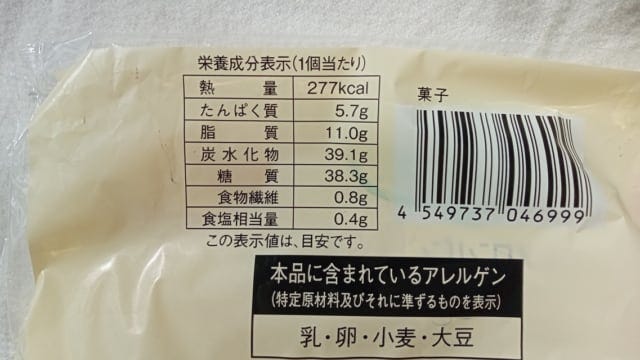 栄養成分表示(1個当たり)
熱量 277kcal
たんぱく質 5.7g
脂質 11.0g
炭水化物 39.1g
糖質 38.3g
食物繊維 0.8g
食塩相当量 0.4g
この表示値は、目安です。
菓子
4 549737 046999
本品に含まれているアレルゲン
(特定原材料及びそれに準ずるものを表示)
乳・卵・小麦・大豆